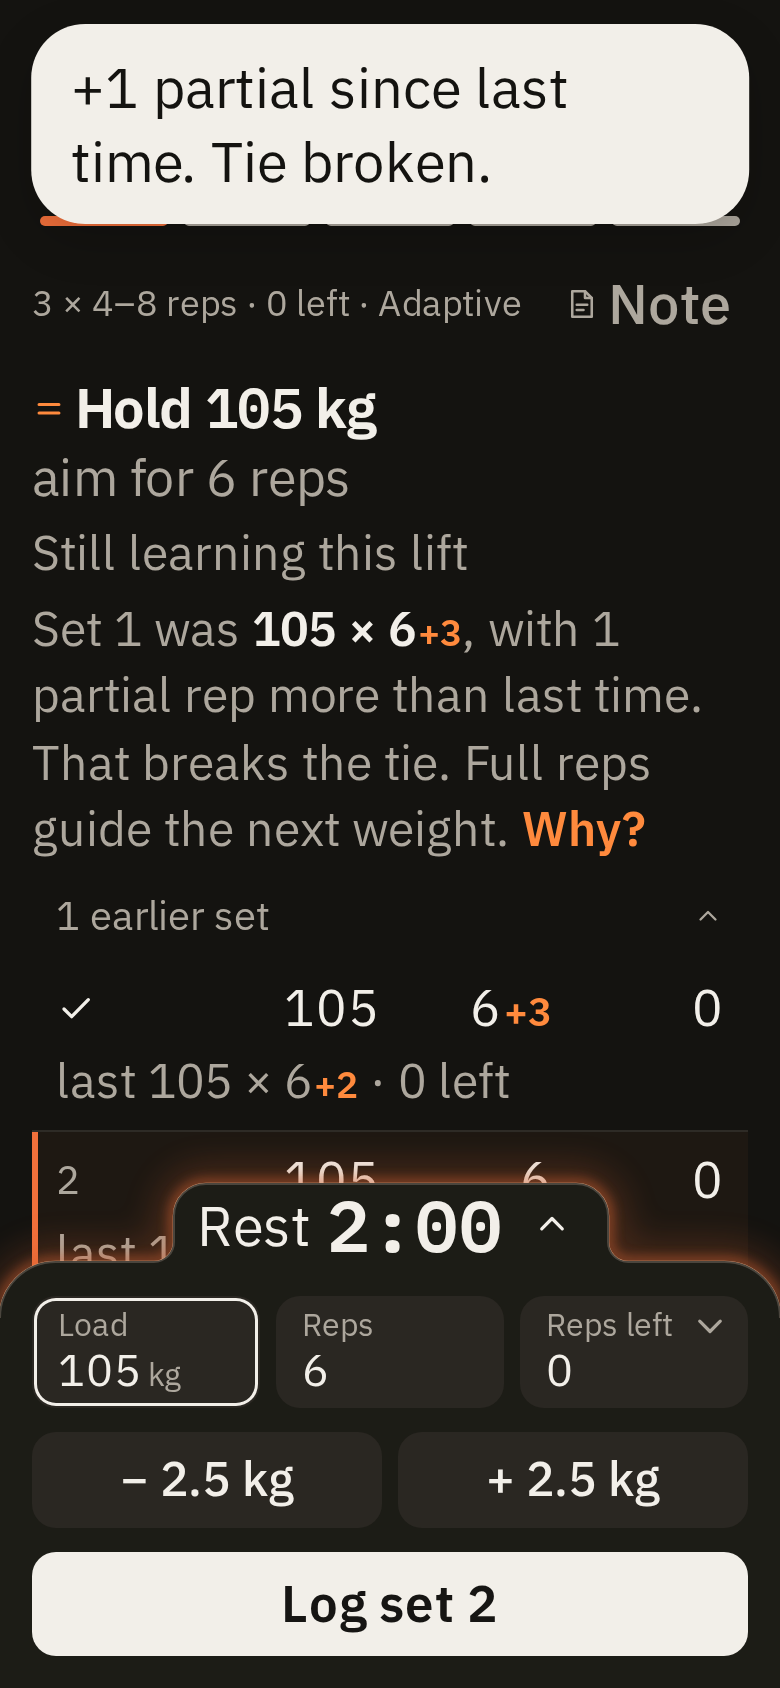 +1 partial since last
time. Tie broken.
3 × 4–8 reps · 0 left · Adaptive
Note
= Hold 105 kg
aim for 6 reps
Still learning this lift
Set 1 was 105 × 6+3, with 1
partial rep more than last time.
That breaks the tie. Full reps
guide the next weight. Why?
1 earlier set
105 6+3 0
last 105 × 6+2 · 0 left
2 105 6 0
last 1
Rest 2:00
Load
105 kg
Reps
6
Reps left
0
− 2.5 kg
+ 2.5 kg
Log set 2